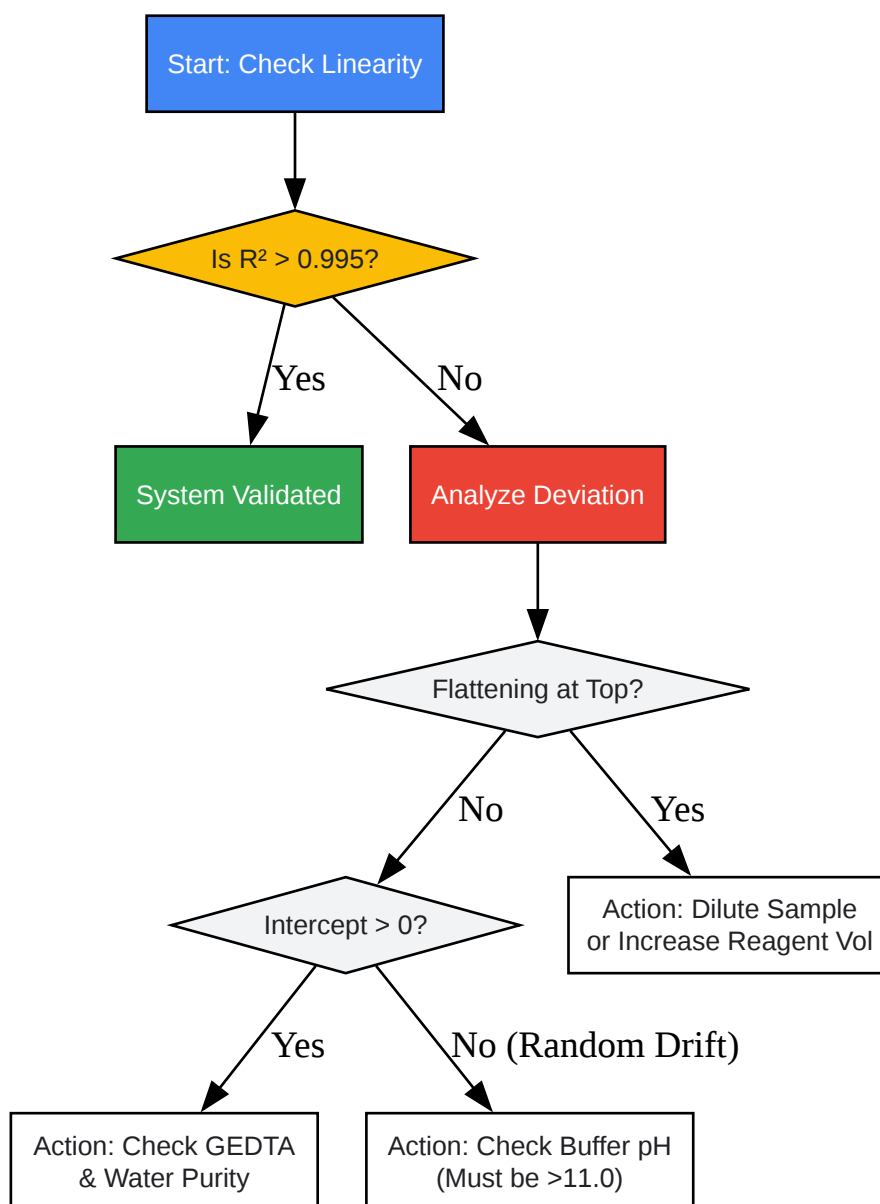 Start: Check Linearity
Is R² > 0.995?
Yes
No
System Validated
Analyze Deviation
Flattening at Top?
No
Yes
Intercept > 0?
Action: Dilute Sample
or Increase Reagent Vol
Yes
No (Random Drift)
Action: Check GEDTA
& Water Purity
Action: Check Buffer pH
(Must be >11.0)